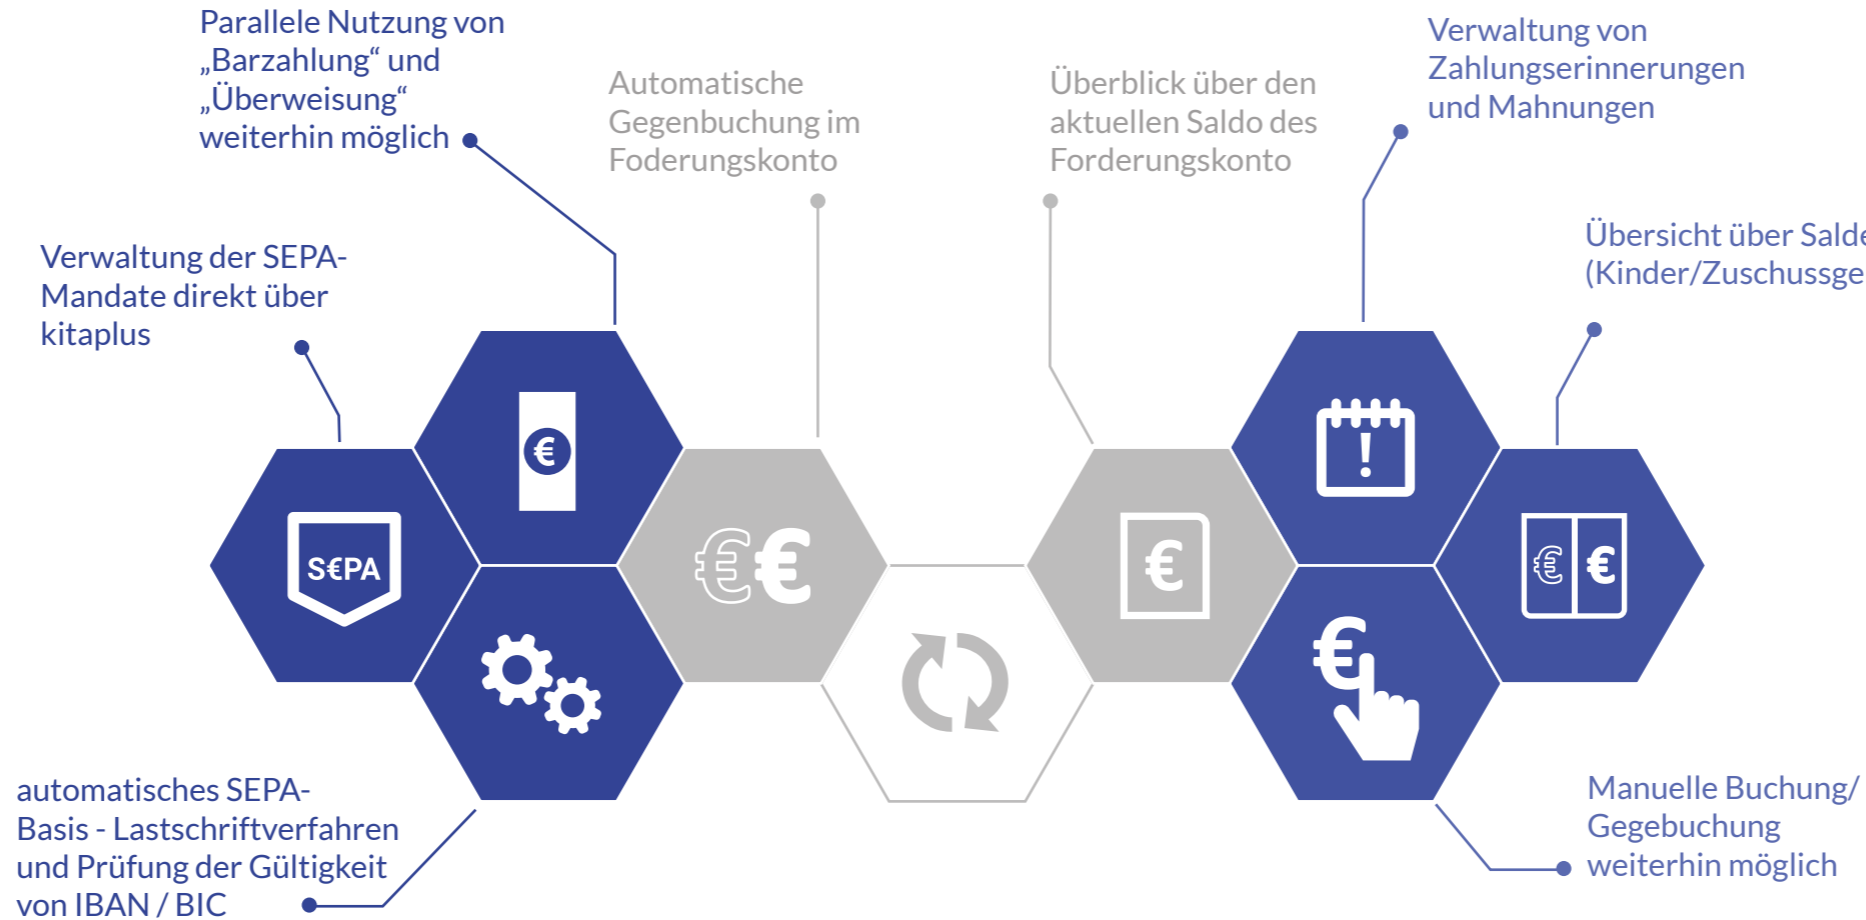 Parallele Nutzung von
„Barzahlung“ und
„Überweisung“
weiterhin möglich
Automatische
Gegenbuchung im
Foderungskonto
Überblick über den
aktuellen Saldo des
Forderungskonto
Verwaltung von
Zahlungserinnerungen
und Mahnungen
Verwaltung der SEPA-
Mandate direkt über
kitaplus
Übersicht über
€
S€PA
€€
€
!
€ €
€
automatisches SEPA-
Basis - Lastschriftverfahren
und Prüfung der Gültigkeit
von IBAN / BIC
Manuelle Buchung/
Gegebuchung
weiterhin möglich